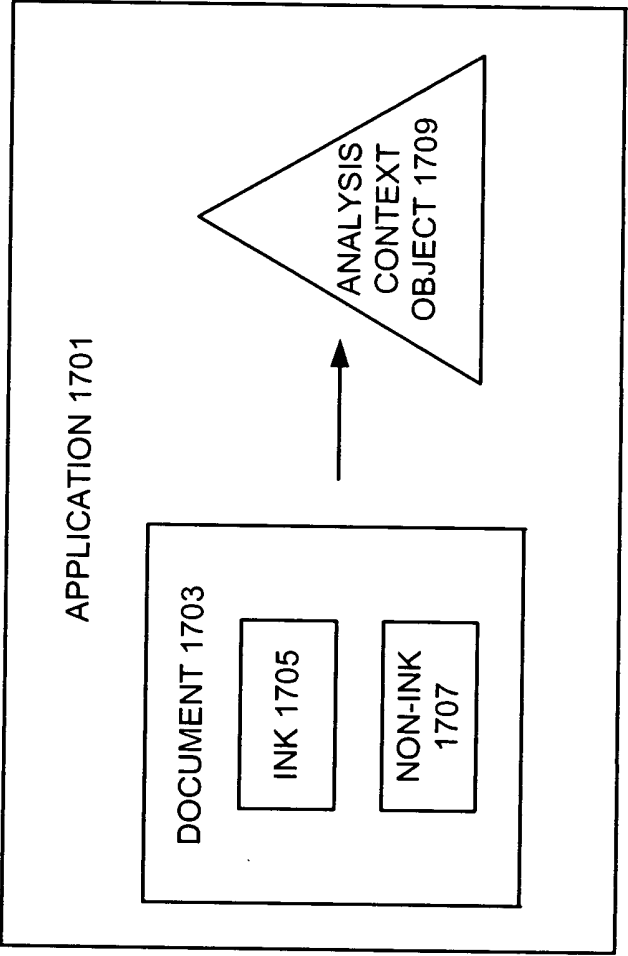 APPLICATION 1701
DOCUMENT 1703
INK 1705
NON-INK
1707
ANALYSIS
CONTEXT
OBJECT 1709